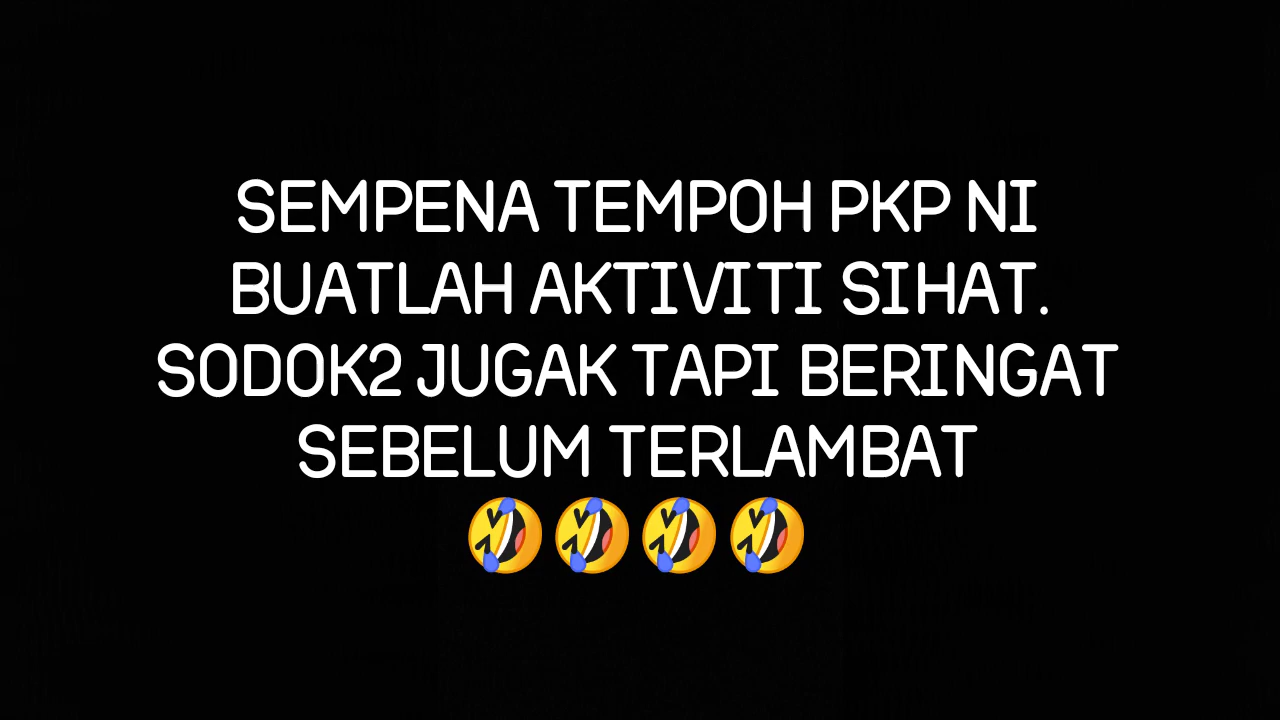 SEMPENA TEMPOH PKP NI
BUATLAH AKTIVITI SIHAT.
SODOK2 JUGAK TAPI BERINGAT
SEBELUM TERLAMBAT
🤣🤣🤣🤣